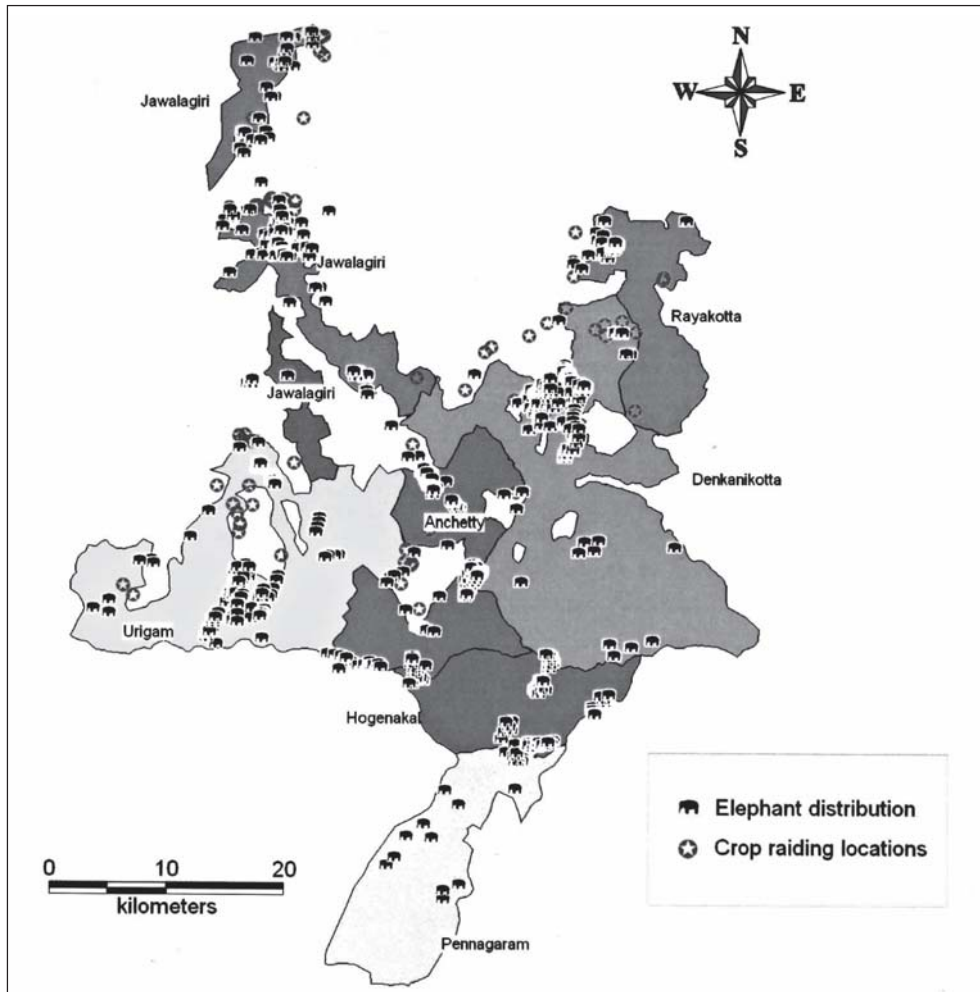 N
Jawalagiri
W E
S
Jawalagiri
Rayakotta
Jawalagiri
Denkanikotta
Anchetty
Urigam
Hogenakal
Elephant distribution
Crop raiding locations
0 10 20
kilometers
Pennagaram